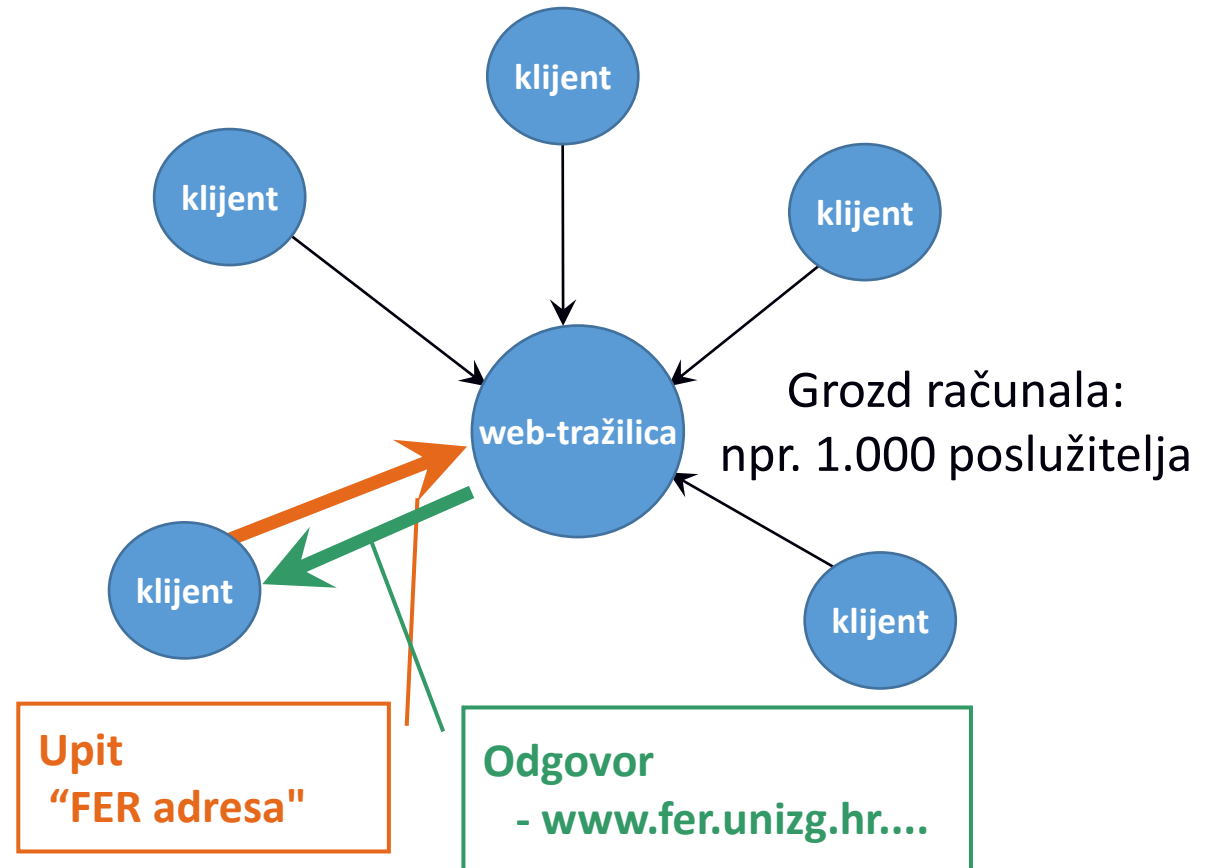 klijent
klijent
klijent
web-tražilica
Grozd računala:
npr. 1.000 poslužitelja
klijent
klijent
Upit
“FER adresa"
Odgovor
- www.fer.unizg.hr....